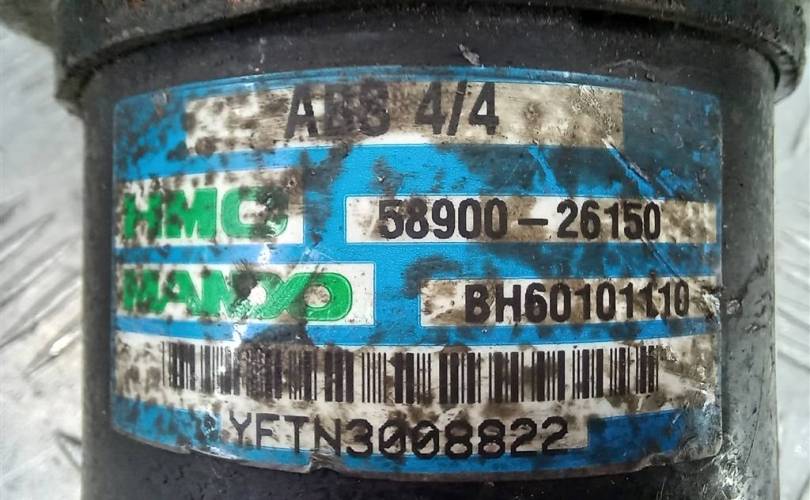 ABS 4/4
HMC 58900-26150
MANDO BH60101110
YFTN3008822